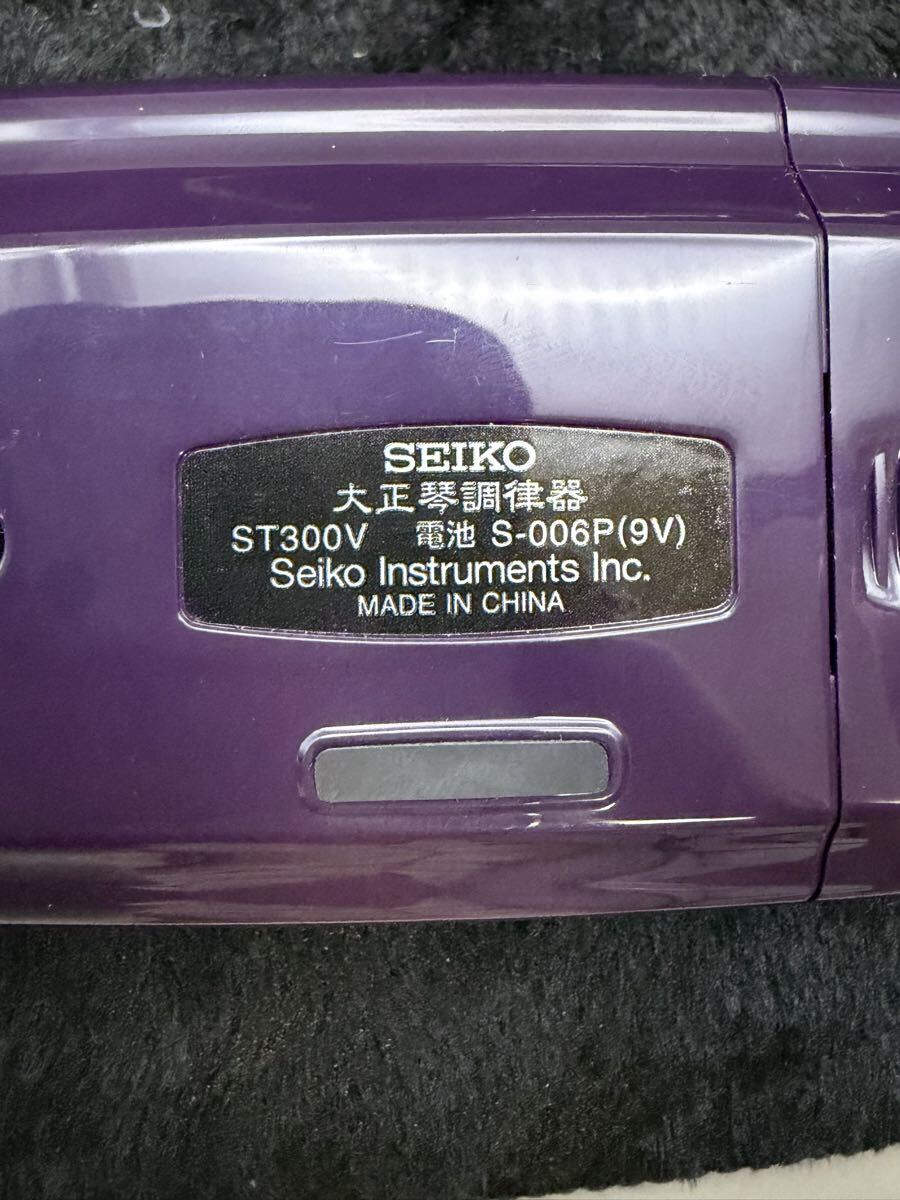 SEIKO
大正琴調律器
ST300V 電池 S-006P(9V)
Seiko Instruments Inc.
MADE IN CHINA